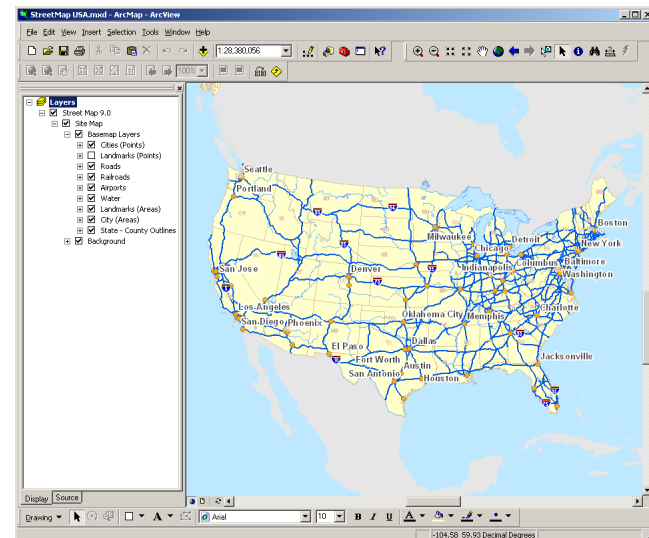 StreetMap USA.mxd - ArcMap - ArcView
File Edit View Insert Selection Tools Window Help
1:28,380,056
100%
Layers
Street Map 9.0
Site Map
Basemap Layers
Cities (Points)
Landmarks (Points)
Roads
Railroads
Airports
Water
Landmarks (Areas)
City (Areas)
State - County Outlines
Background
Seattle
Portland
Boston
Milwaukee
Detroit
New York
Chicago
San Jose
Denver
Indianapolis
Columbus
Baltimore
Washington
Los Angeles
Oklahoma City
Memphis
Charlotte
San Diego
Phoenix
Dallas
El Paso
Fort Worth
Austin
Jacksonville
San Antonio
Houston
Display Source
Drawing
A
Arial
10
B I U
A
-104.58 59.93 Decimal Degrees